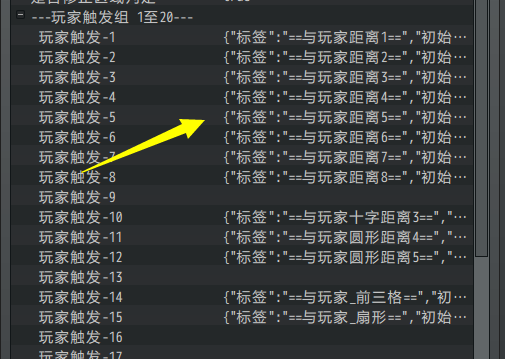 是否修正区域判定
---玩家触发组 1至20---
玩家触发-1 {"标签":"==与玩家距离1==","初始…
玩家触发-2 {"标签":"==与玩家距离2==","初始…
玩家触发-3 {"标签":"==与玩家距离3==","初始…
玩家触发-4 {"标签":"==与玩家距离4==","初始…
玩家触发-5 {"标签":"==与玩家距离5==","初始…
玩家触发-6 {"标签":"==与玩家距离6==","初始…
玩家触发-7 {"标签":"==与玩家距离7==","初始…
玩家触发-8 {"标签":"==与玩家距离8==","初始…
玩家触发-9
玩家触发-10 {"标签":"==与玩家十字距离3==","…
玩家触发-11 {"标签":"==与玩家圆形距离4==","…
玩家触发-12 {"标签":"==与玩家圆形距离5==","…
玩家触发-13
玩家触发-14 {"标签":"==与玩家_前三格==","初…
玩家触发-15 {"标签":"==与玩家_扇形==","初始…
玩家触发-16
玩家触发-17